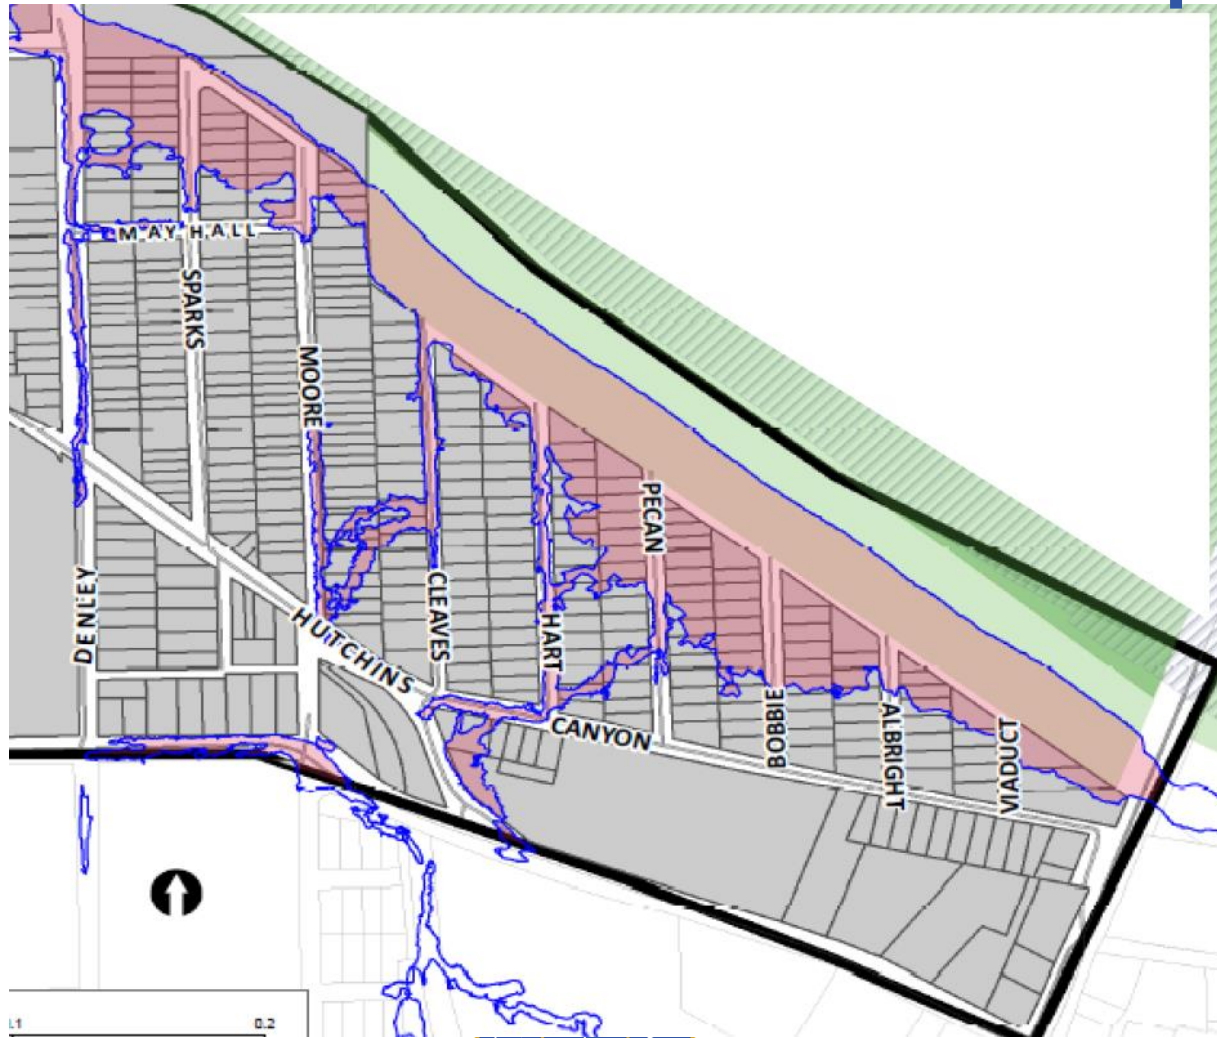 MAY HALL
SPARKS
MOORE
PECAN
DENLEY
CLEAVES
HART
HUTCHINS
CANYON
BOBBIE
ALBRIGHT
VIADUCT
0.2